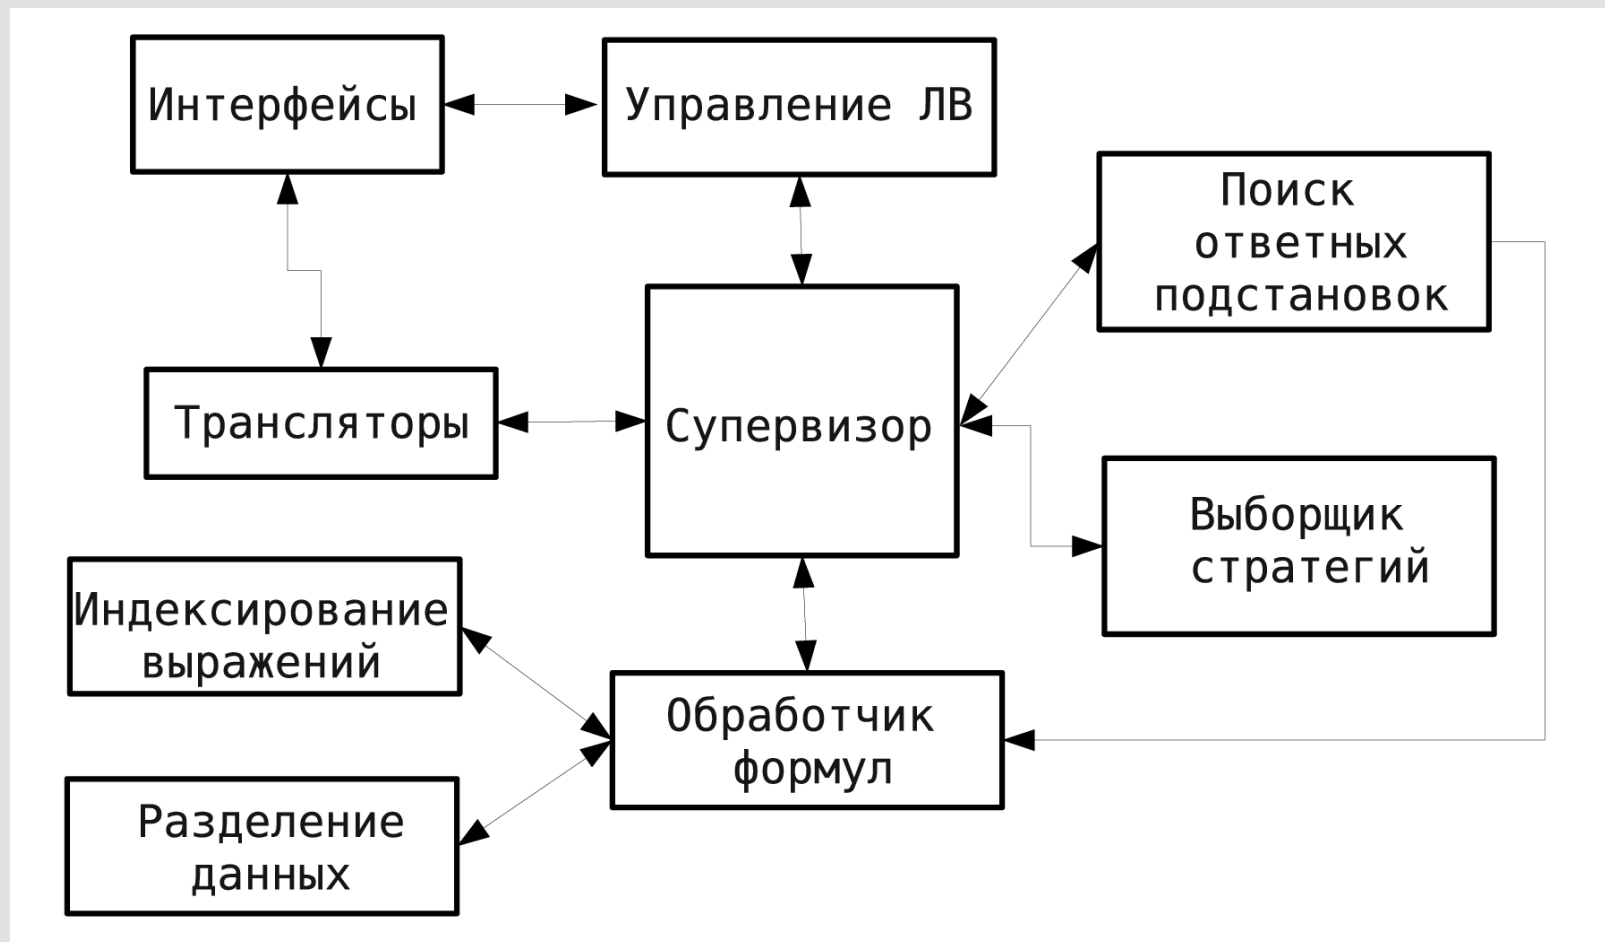 Интерфейсы
Управление ЛВ
Поиск
ответных
подстановок
Трансляторы
Супервизор
Выборщик
стратегий
Индексирование
выражений
Обработчик
формул
Разделение
данных